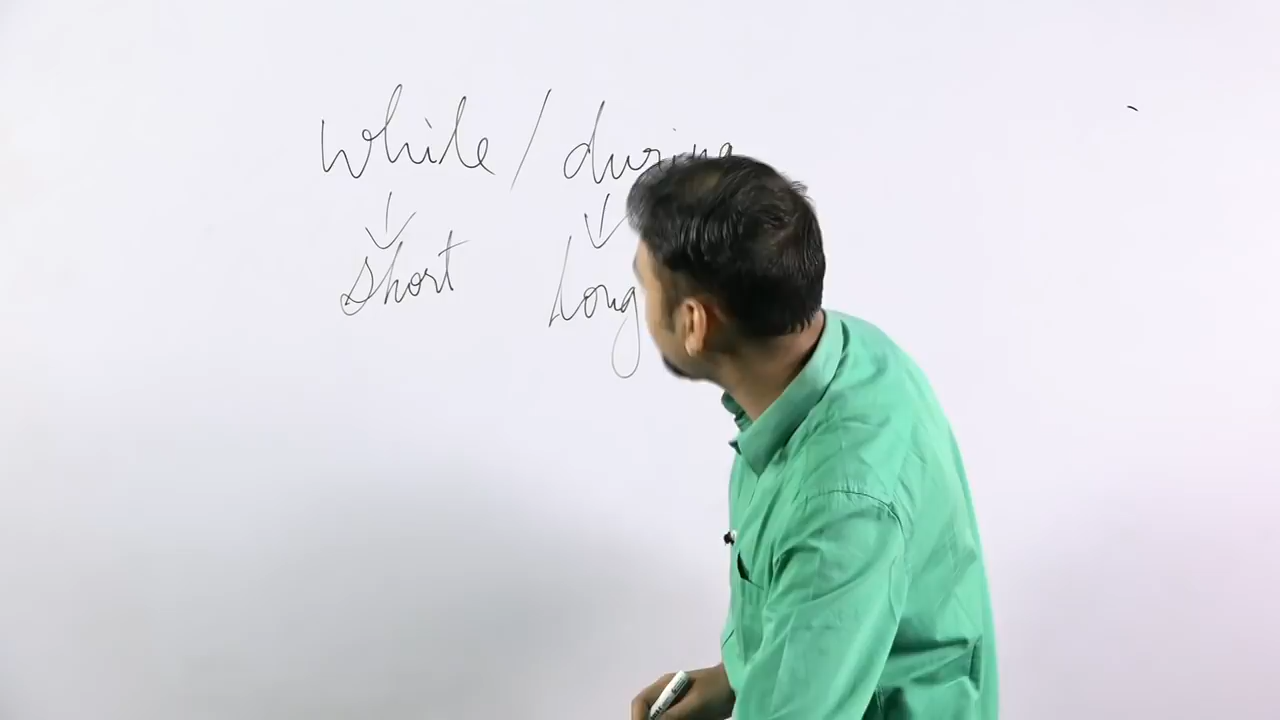 while / during
↓ ↓
short long